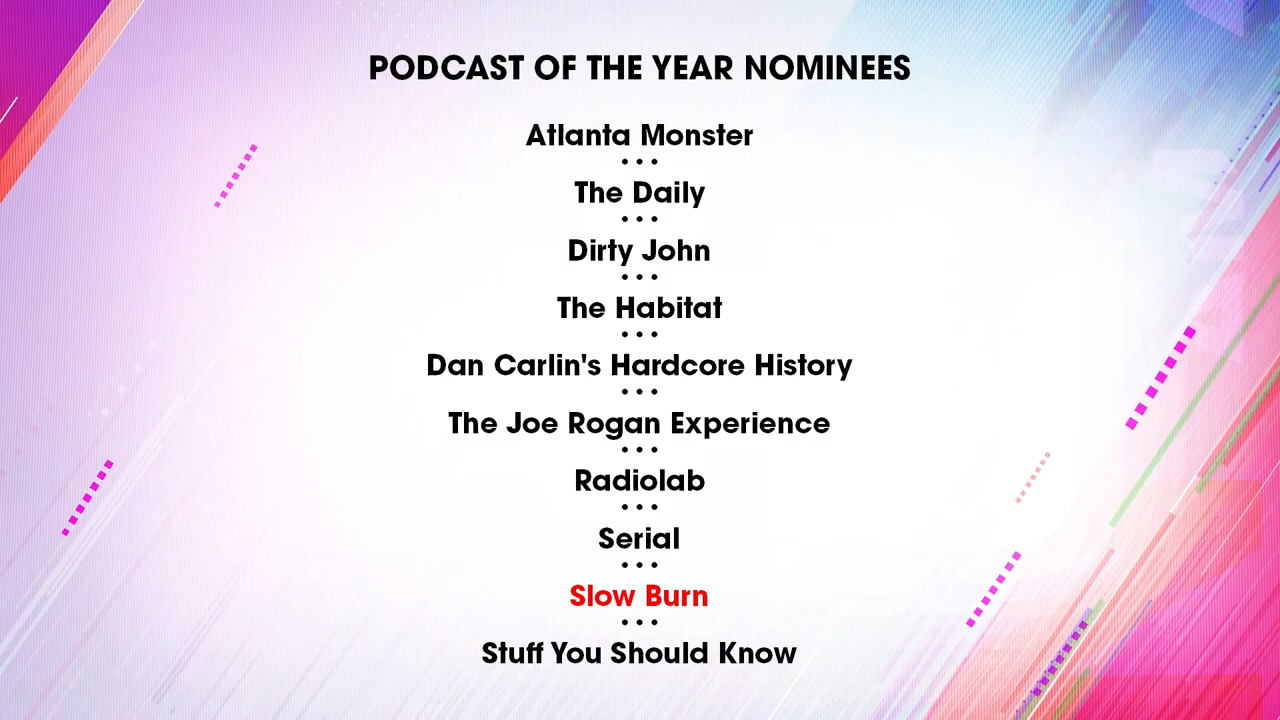 PODCAST OF THE YEAR NOMINEES
Atlanta Monster
• • •
The Daily
• • •
Dirty John
• • •
The Habitat
• • •
Dan Carlin's Hardcore History
• • •
The Joe Rogan Experience
• • •
Radiolab
• • •
Serial
• • •
Slow Burn
• • •
Stuff You Should Know